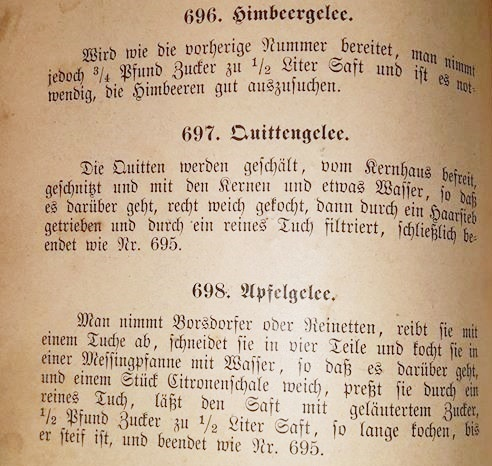 696. Himbeergelee.
Wird wie die vorherige Nummer bereitet, man nimmt
jedoch ³/₄ Pfund Zucker zu ¹/₂ Liter Saft und ist es not-
wendig, die Himbeeren gut auszusuchen.
697. Quittengelee.
Die Quitten werden geschält, vom Kernhaus befreit,
geschnitzt und mit den Kernen und etwas Wasser, so daß
es darüber geht, recht weich gekocht, dann durch ein Haarsieb
getrieben und durch ein reines Tuch filtriert, schließlich be-
endet wie Nr. 695.
698. Apfelgelee.
Man nimmt Borsdorfer oder Reinetten, reibt sie mit
einem Tuche ab, schneidet sie in vier Teile und kocht sie in
einer Messingpfanne mit Wasser, so daß es darüber geht,
und einem Stück Citronenschale weich, preßt sie durch ein
reines Tuch, läßt den Saft mit geläutertem Zucker,
¹/₂ Pfund Zucker zu ¹/₂ Liter Saft, so lange kochen, bis
er steif ist, und beendet wie Nr. 695.